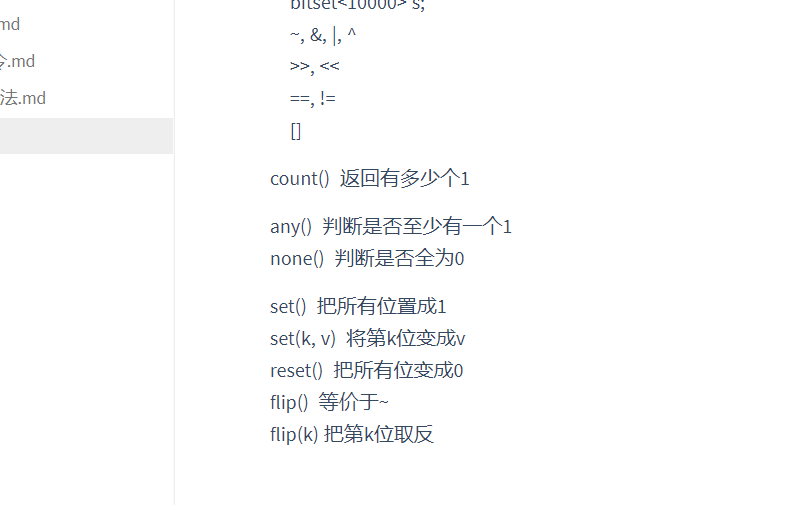 md
令.md
法.md
bitset<10000> s;
~, &, |, ^
>>, <<
==, !=
[]
count()  返回有多少个1
any()  判断是否至少有一个1
none()  判断是否全为0
set()  把所有位置成1
set(k, v)  将第k位变成v
reset()  把所有位变成0
flip()  等价于~
flip(k) 把第k位取反